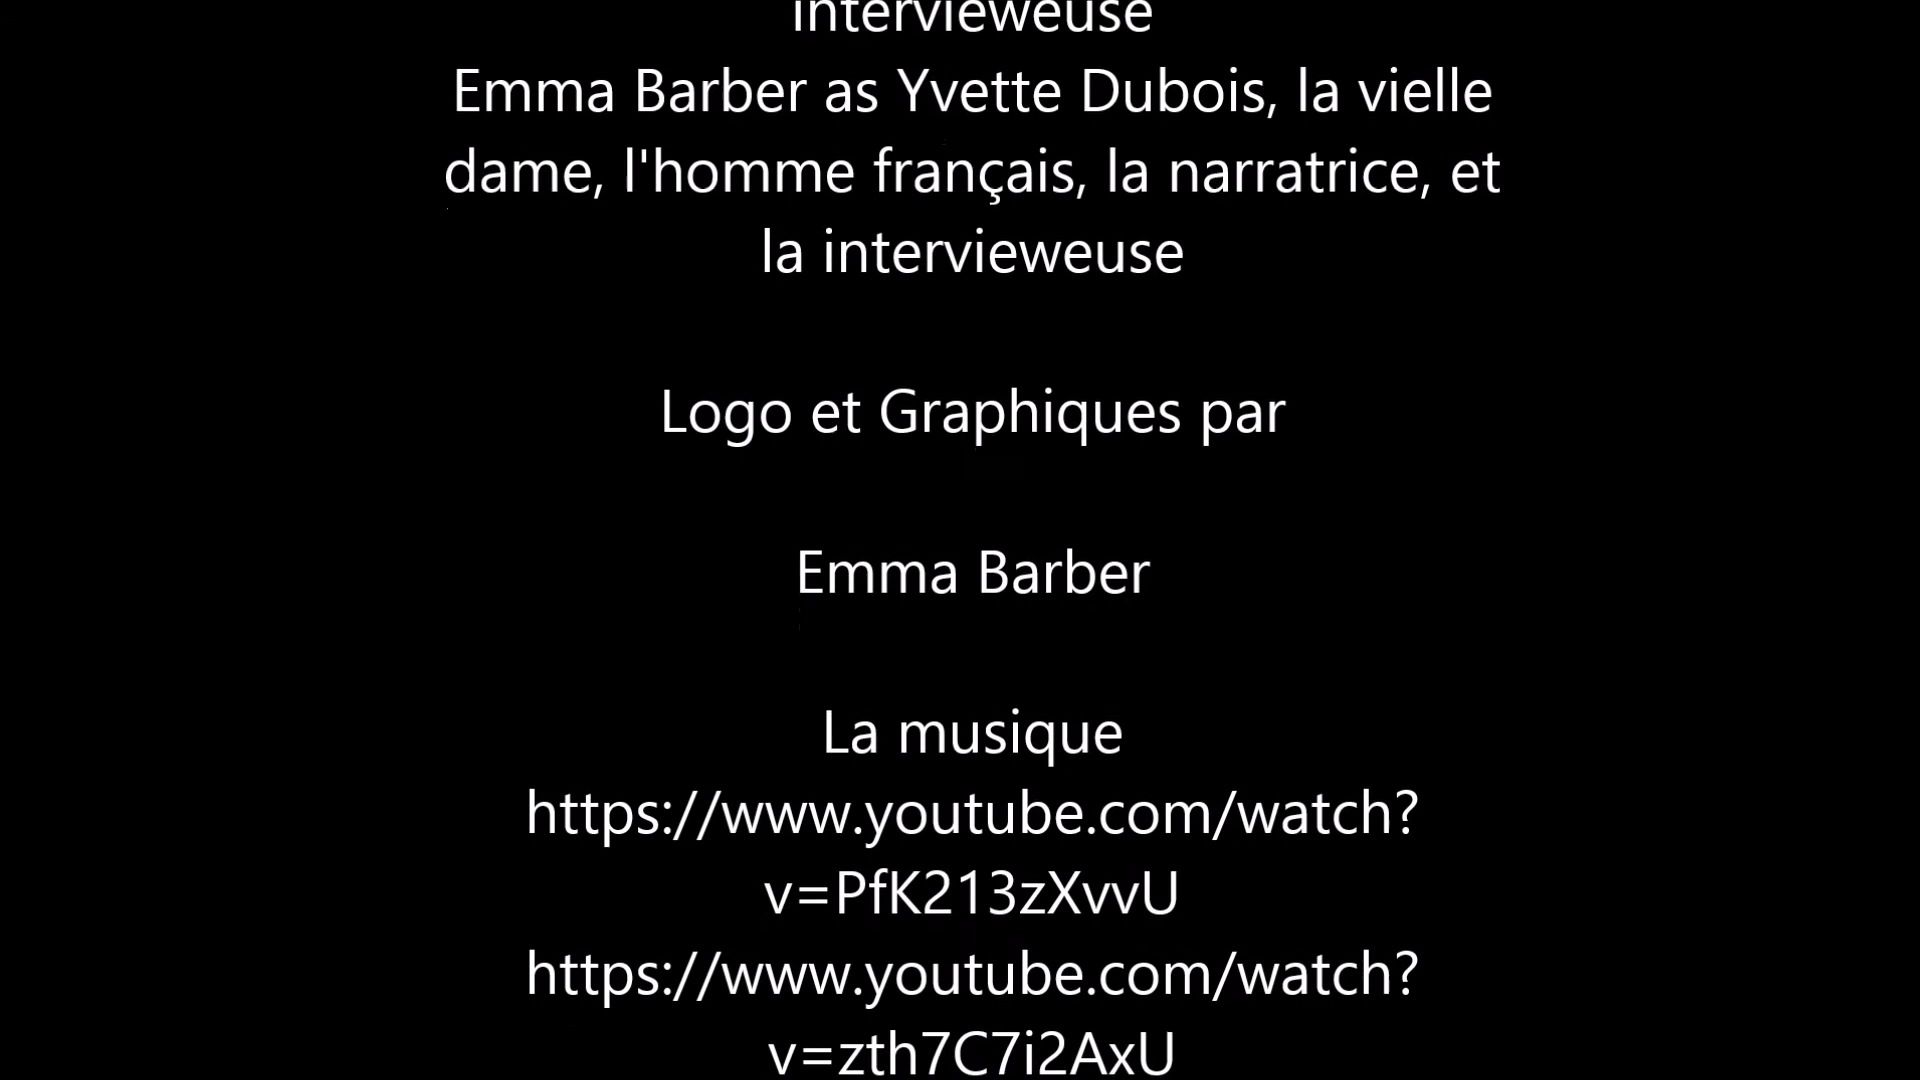 intervieweuse
Emma Barber as Yvette Dubois, la vielle
dame, l'homme français, la narratrice, et
la intervieweuse
Logo et Graphiques par
Emma Barber
La musique
https://www.youtube.com/watch?
v=PfK213zXvvU
https://www.youtube.com/watch?
v=zth7C7i2AxU